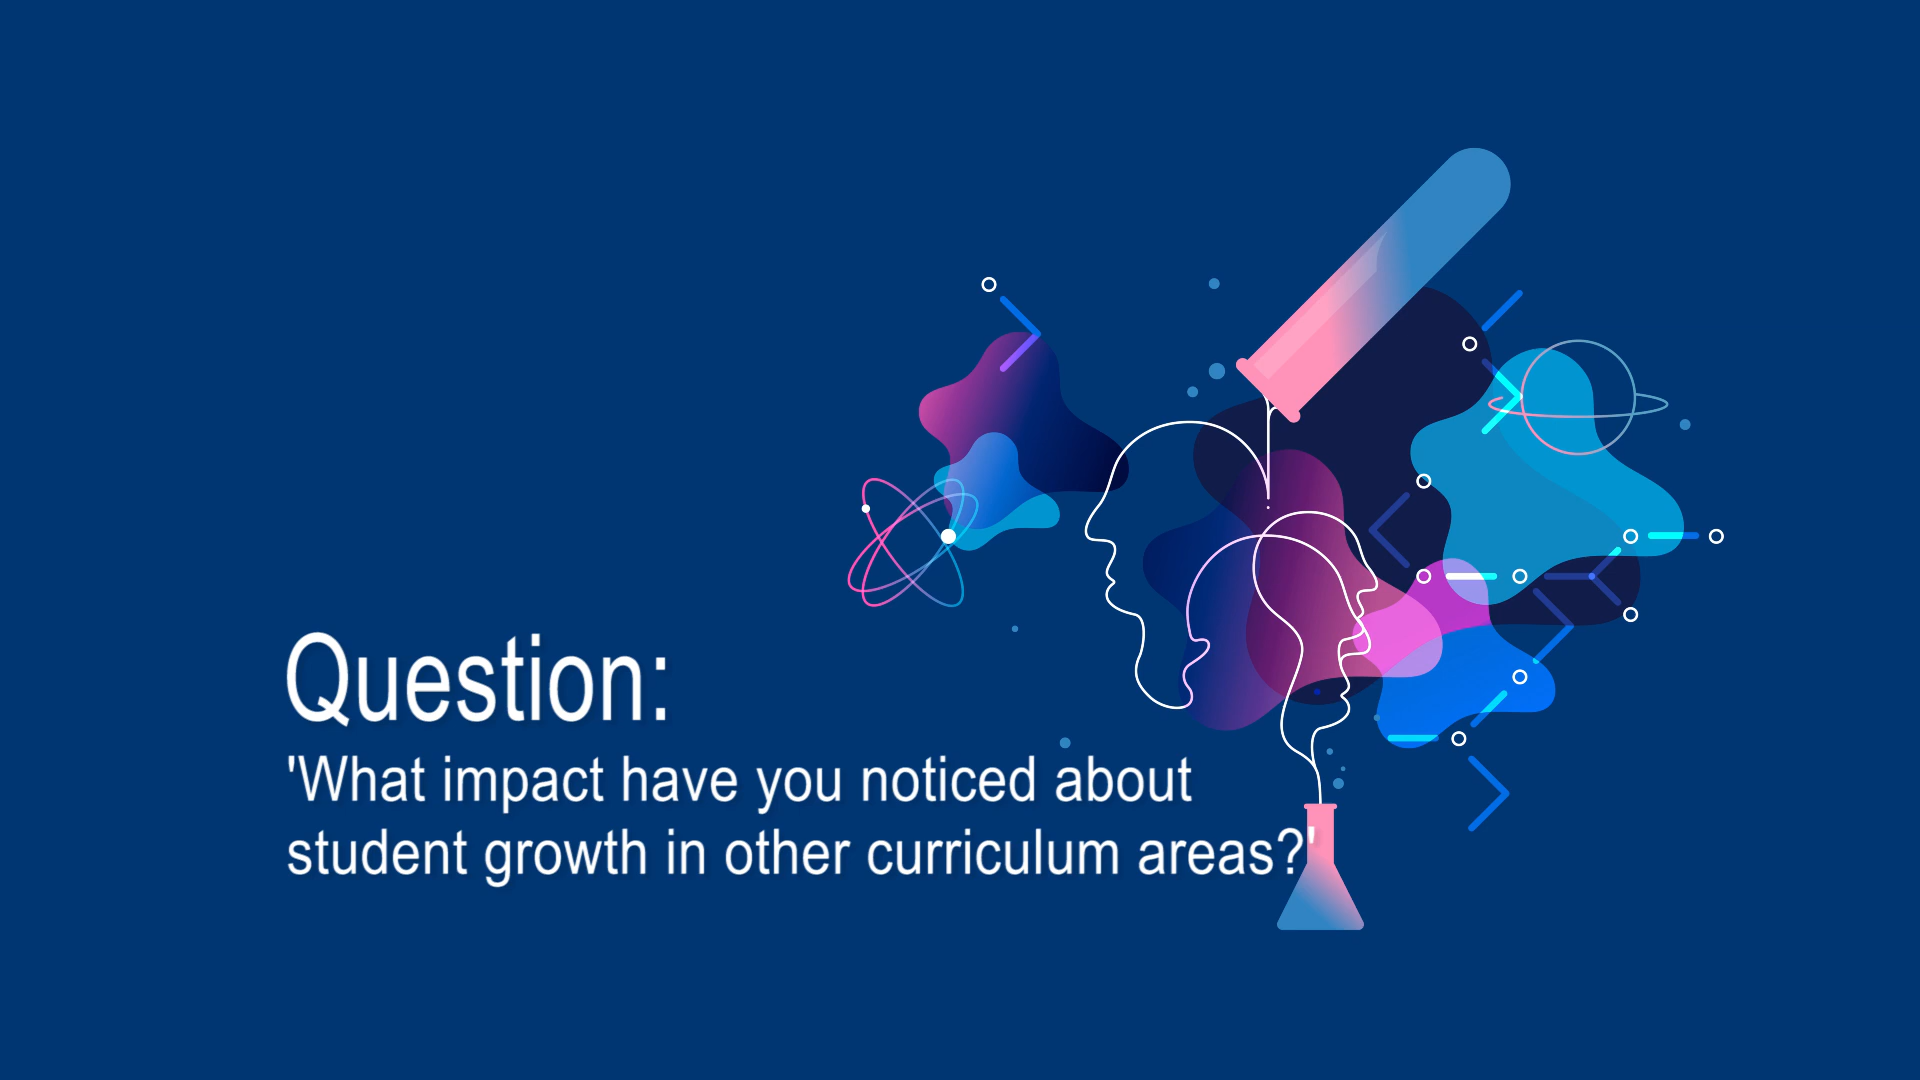 Question:
'What impact have you noticed about
student growth in other curriculum areas?'